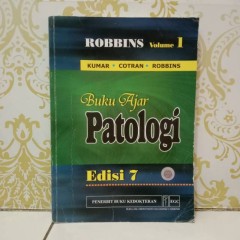 ROBBINS Volume 1
KUMAR • COTRAN • ROBBINS
Buku Ajar
Patologi
Edisi 7
PENERBIT BUKU KEDOKTERAN
EGC